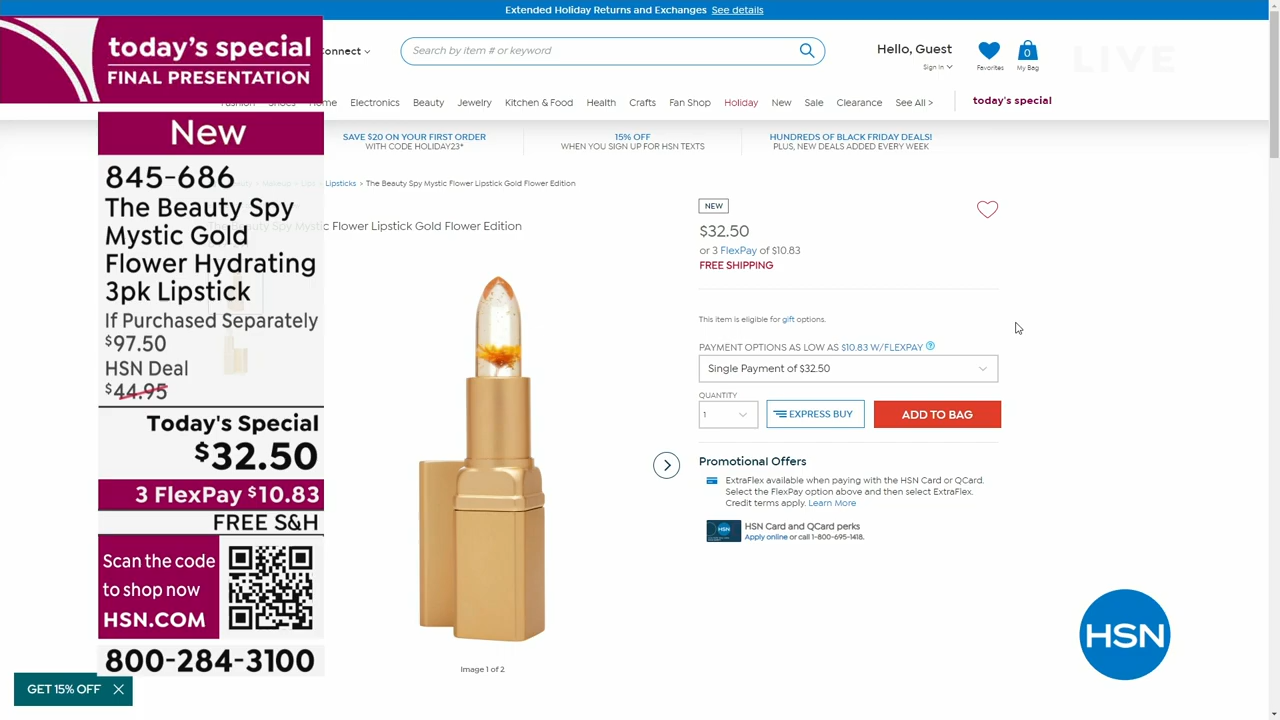 Extended Holiday Returns and Exchanges See details
today's special
FINAL PRESENTATION
Search by item # or keyword
Hello, Guest
Sign In
Favorites
0
My Bag
LIVE
Electronics Beauty Jewelry Kitchen & Food Health Crafts Fan Shop Holiday New Sale Clearance See All >
today's special
SAVE $20 ON YOUR FIRST ORDER
WITH CODE HOLIDAY23*
15% OFF
WHEN YOU SIGN UP FOR HSN TEXTS
HUNDREDS OF BLACK FRIDAY DEALS!
PLUS, NEW DEALS ADDED EVERY WEEK
New
845-686
The Beauty Spy
Mystic Gold
Flower Hydrating
3pk Lipstick
If Purchased Separately
$97.50
HSN Deal
$44.95
Today's Special
$32.50
3 FlexPay $10.83
FREE S&H
Scan the code
to shop now
HSN.COM
800-284-3100
GET 15% OFF
Lipsticks > The Beauty Spy Mystic Flower Lipstick Gold Flower Edition
Flower Lipstick Gold Flower Edition
Image 1 of 2
NEW
$32.50
or 3 FlexPay of $10.83
FREE SHIPPING
This item is eligible for gift options.
PAYMENT OPTIONS AS LOW AS $10.83 W/FLEXPAY
Single Payment of $32.50
QUANTITY
1
EXPRESS BUY
ADD TO BAG
Promotional Offers
ExtraFlex available when paying with the HSN Card or QCard.
Select the FlexPay option above and then select ExtraFlex.
Credit terms apply. Learn More
HSN
HSN Card and QCard perks
Apply online or call 1-800-695-1418.
HSN